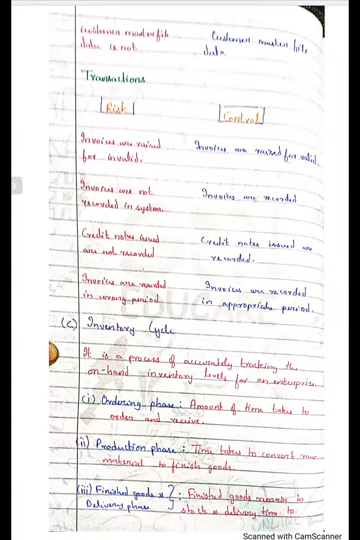 customer master file     Customer master file
data is not.     data
Transactions
Risk     Control
Invoices are raised     Invoices are raised for valid.
for invalid.
Invoices are not     Invoices are recorded
recorded in system.
Credit notes issued     Credit notes issued are
are not recorded     recorded.
Invoices are recorded     Invoices are recorded
in wrong period     in appropriate period.
(C) Inventory Cycle
It is a process of accurately tracking the
on-hand inventory levels for an enterprise
(i) Ordering phase : Amount of time takes to
order and receive.
(ii) Production phase : Time takes to convert raw
material to finish goods.
(iii) Finished goods & } : Finished goods remain in
Delivery phase     stock & delivery time to
Scanned with CamScanner